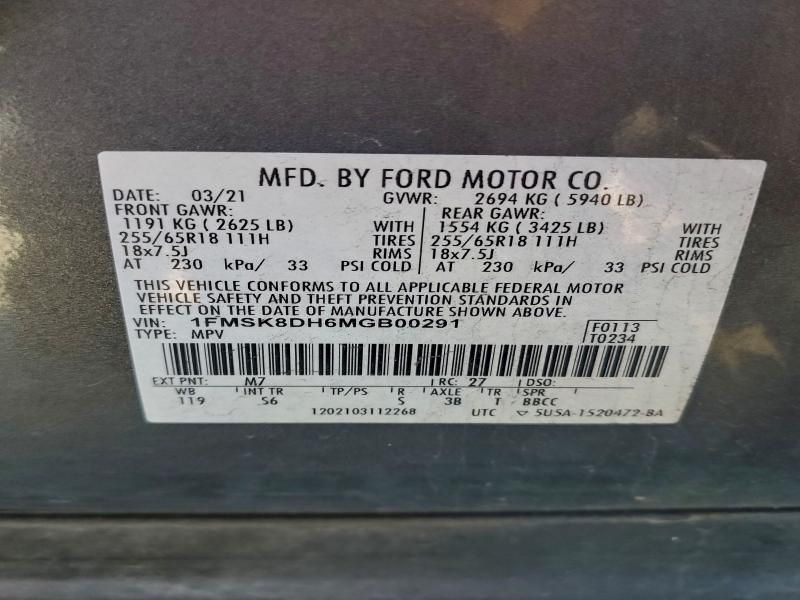 MFD. BY FORD MOTOR CO.
DATE: 03/21 GVWR: 2694 KG ( 5940 LB)
FRONT GAWR: REAR GAWR:
1191 KG ( 2625 LB) WITH 1554 KG ( 3425 LB) WITH
255/65R18 111H TIRES 255/65R18 111H TIRES
18x7.5J RIMS 18x7.5J RIMS
AT 230 kPa/ 33 PSI COLD AT 230 kPa/ 33 PSI COLD
THIS VEHICLE CONFORMS TO ALL APPLICABLE FEDERAL MOTOR
VEHICLE SAFETY AND THEFT PREVENTION STANDARDS IN
EFFECT ON THE DATE OF MANUFACTURE SHOWN ABOVE.
VIN: 1FMSK8DH6MGB00291 F0113
TYPE: MPV T0234
EXT PNT: M7 RC: 27 DSO:
WB INT TR TP/PS R AXLE TR SPR
119 S6 S 3B T BBCC
1202103112268 UTC ▽ 5U5A-1520472-BA